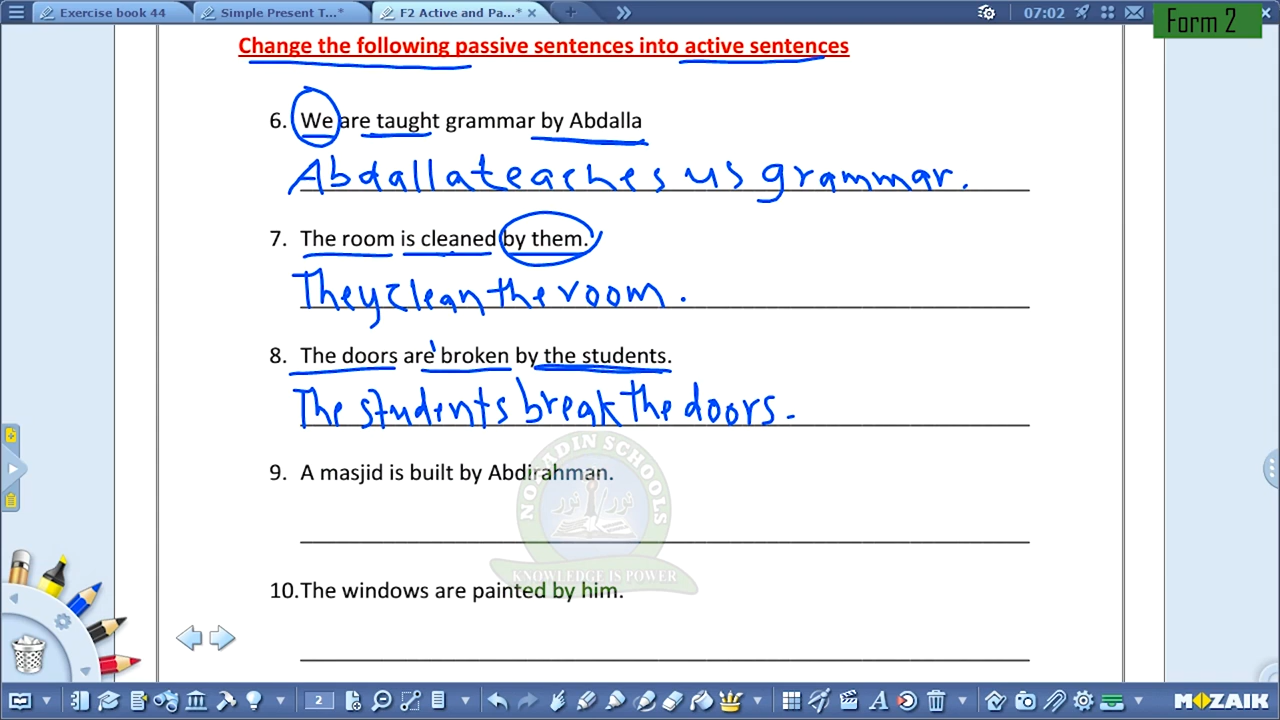 Exercise book 44
Simple Present T...*
F2 Active and Pa...*
07:02
Form 2
Change the following passive sentences into active sentences
6. We are taught grammar by Abdalla
Abdalla teaches us grammar.
7. The room is cleaned by them.
They clean the room.
8. The doors are broken by the students.
The students break the doors.
9. A masjid is built by Abdirahman.
10. The windows are painted by him.
KNOWLEDGE IS POWER
2
MOZAIK